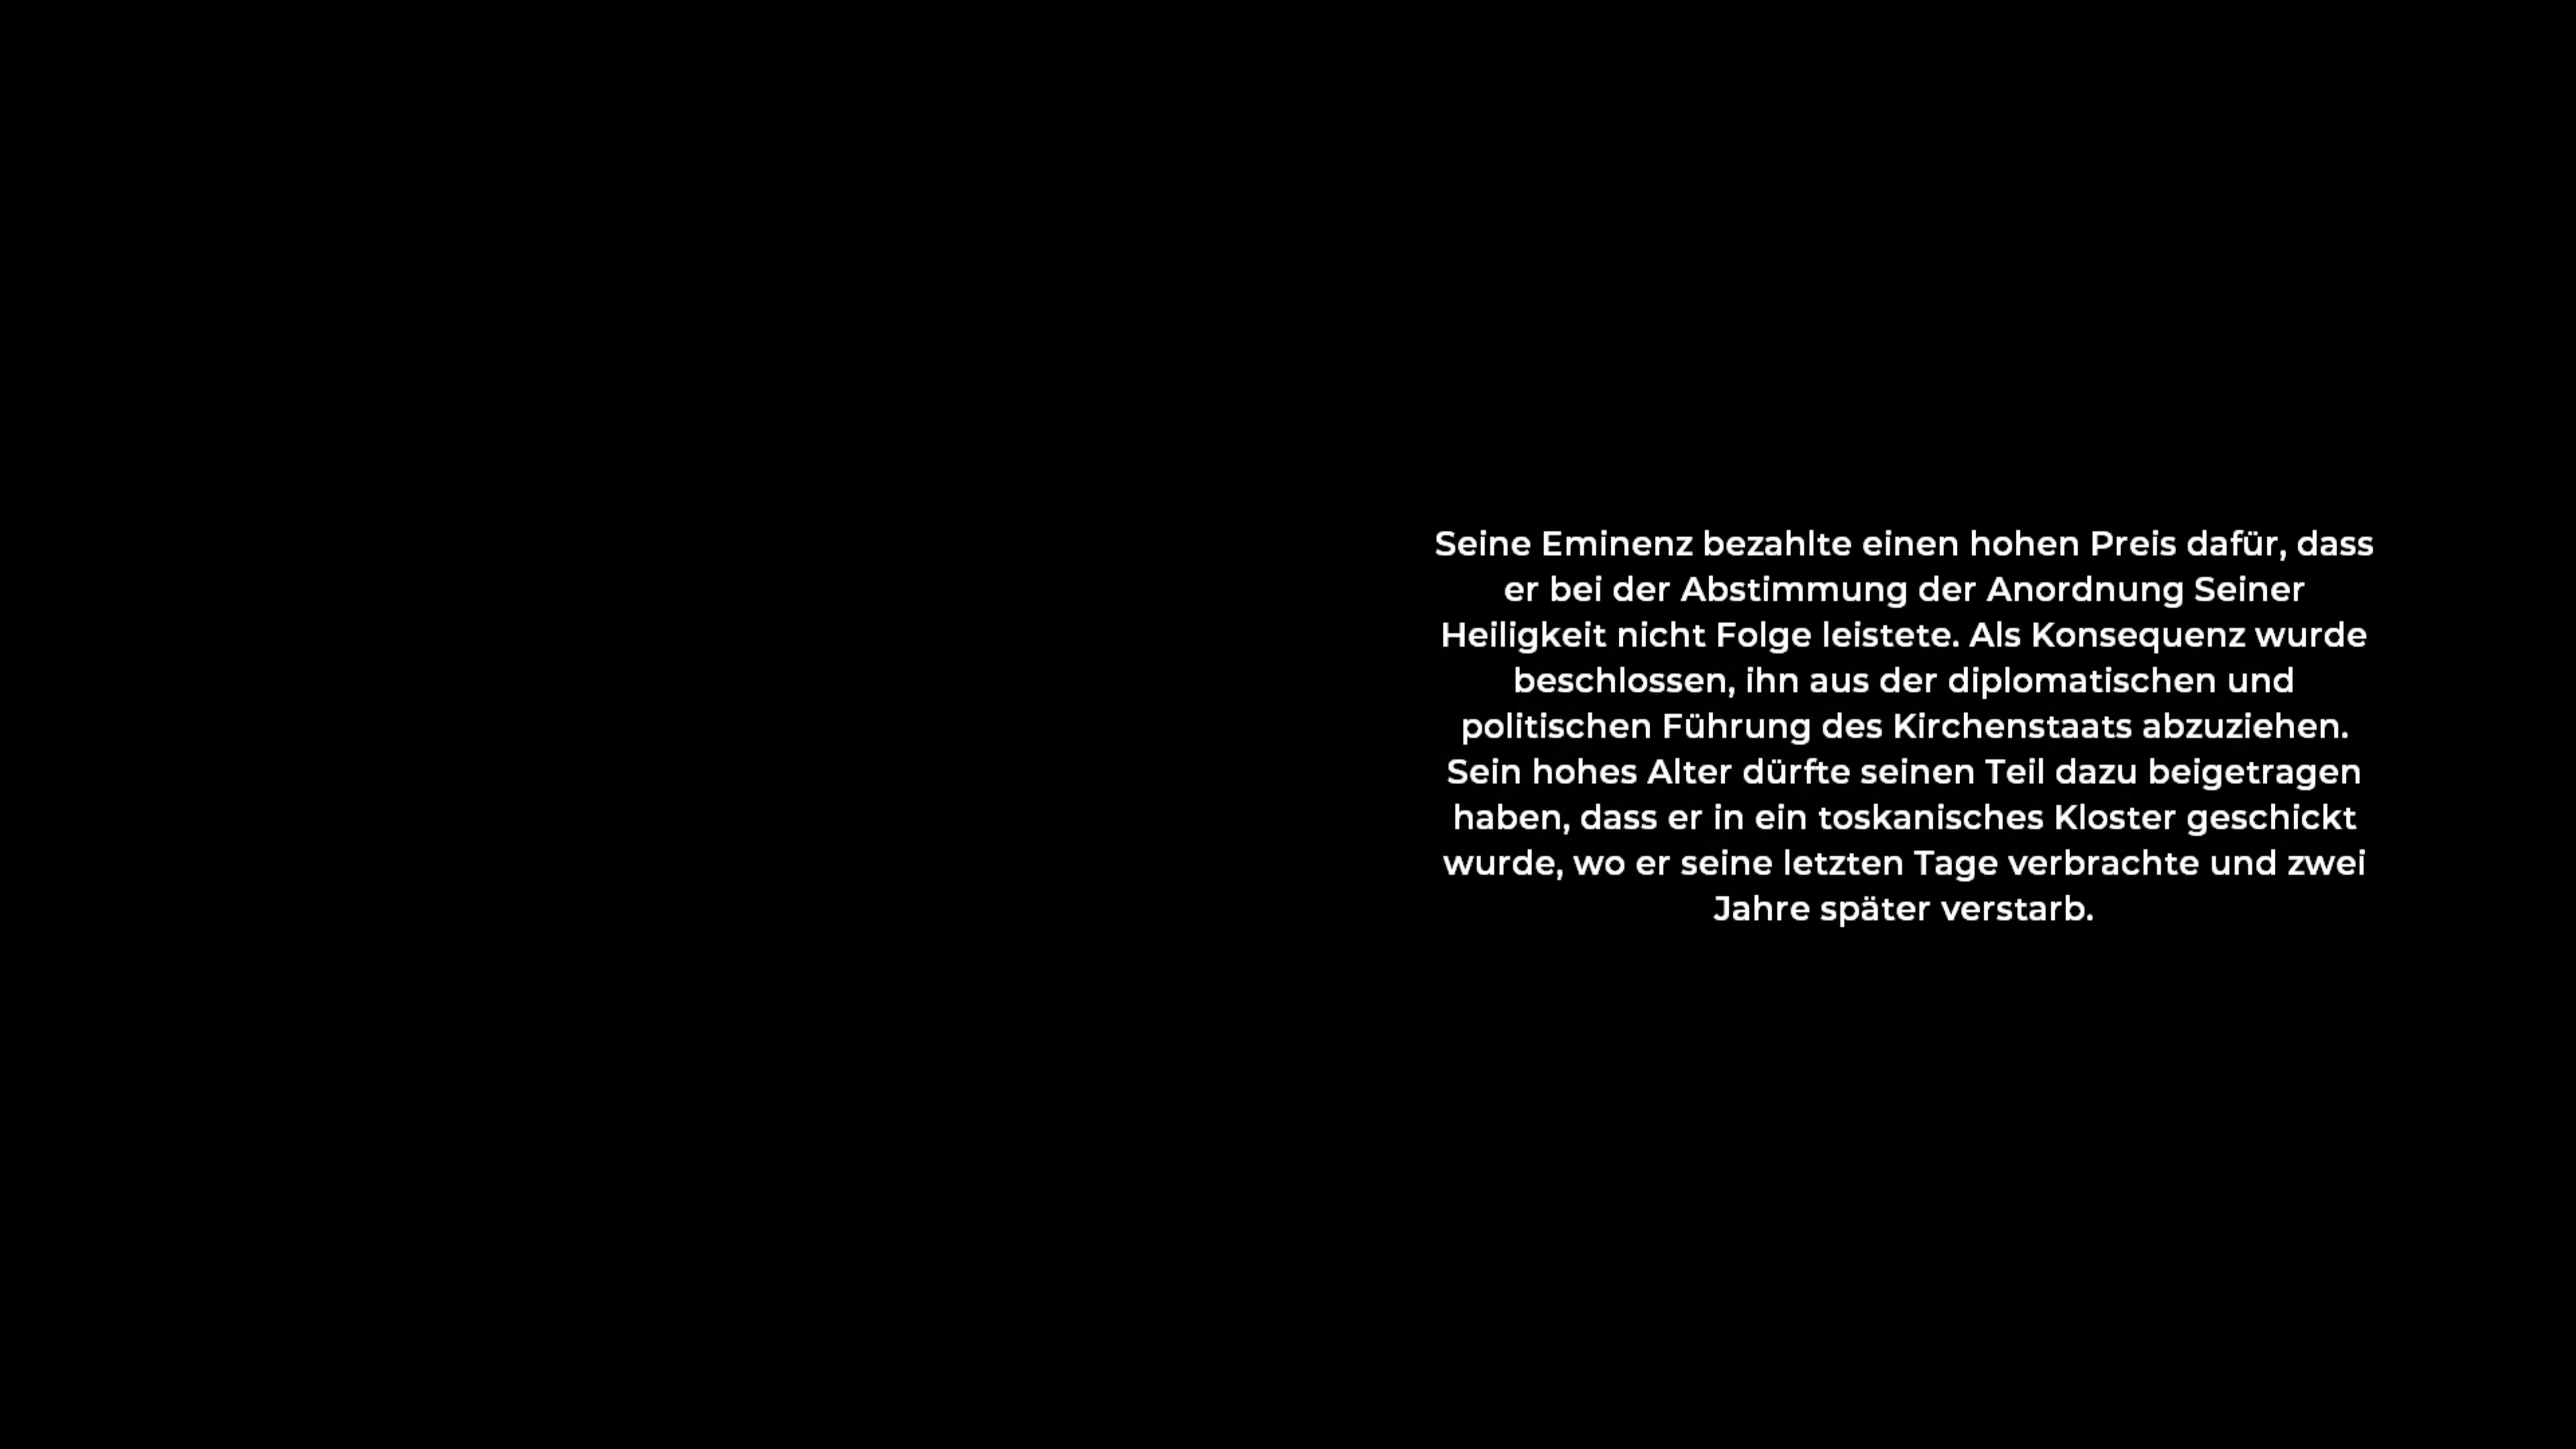 Seine Eminenz bezahlte einen hohen Preis dafür, dass
er bei der Abstimmung der Anordnung Seiner
Heiligkeit nicht Folge leistete. Als Konsequenz wurde
beschlossen, ihn aus der diplomatischen und
politischen Führung des Kirchenstaats abzuziehen.
Sein hohes Alter dürfte seinen Teil dazu beigetragen
haben, dass er in ein toskanisches Kloster geschickt
wurde, wo er seine letzten Tage verbrachte und zwei
Jahre später verstarb.